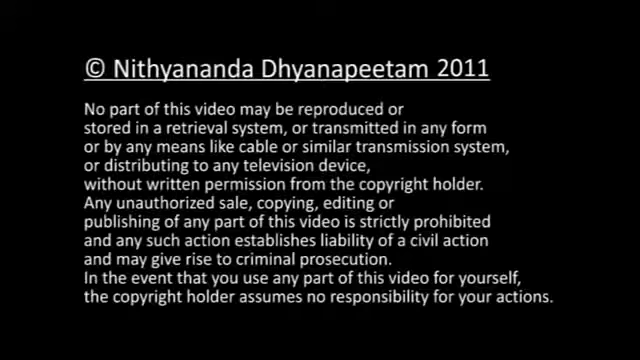 © Nithyananda Dhyanapeetam 2011
No part of this video may be reproduced or
stored in a retrieval system, or transmitted in any form
or by any means like cable or similar transmission system,
or distributing to any television device,
without written permission from the copyright holder.
Any unauthorized sale, copying, editing or
publishing of any part of this video is strictly prohibited
and any such action establishes liability of a civil action
and may give rise to criminal prosecution.
In the event that you use any part of this video for yourself,
the copyright holder assumes no responsibility for your actions.